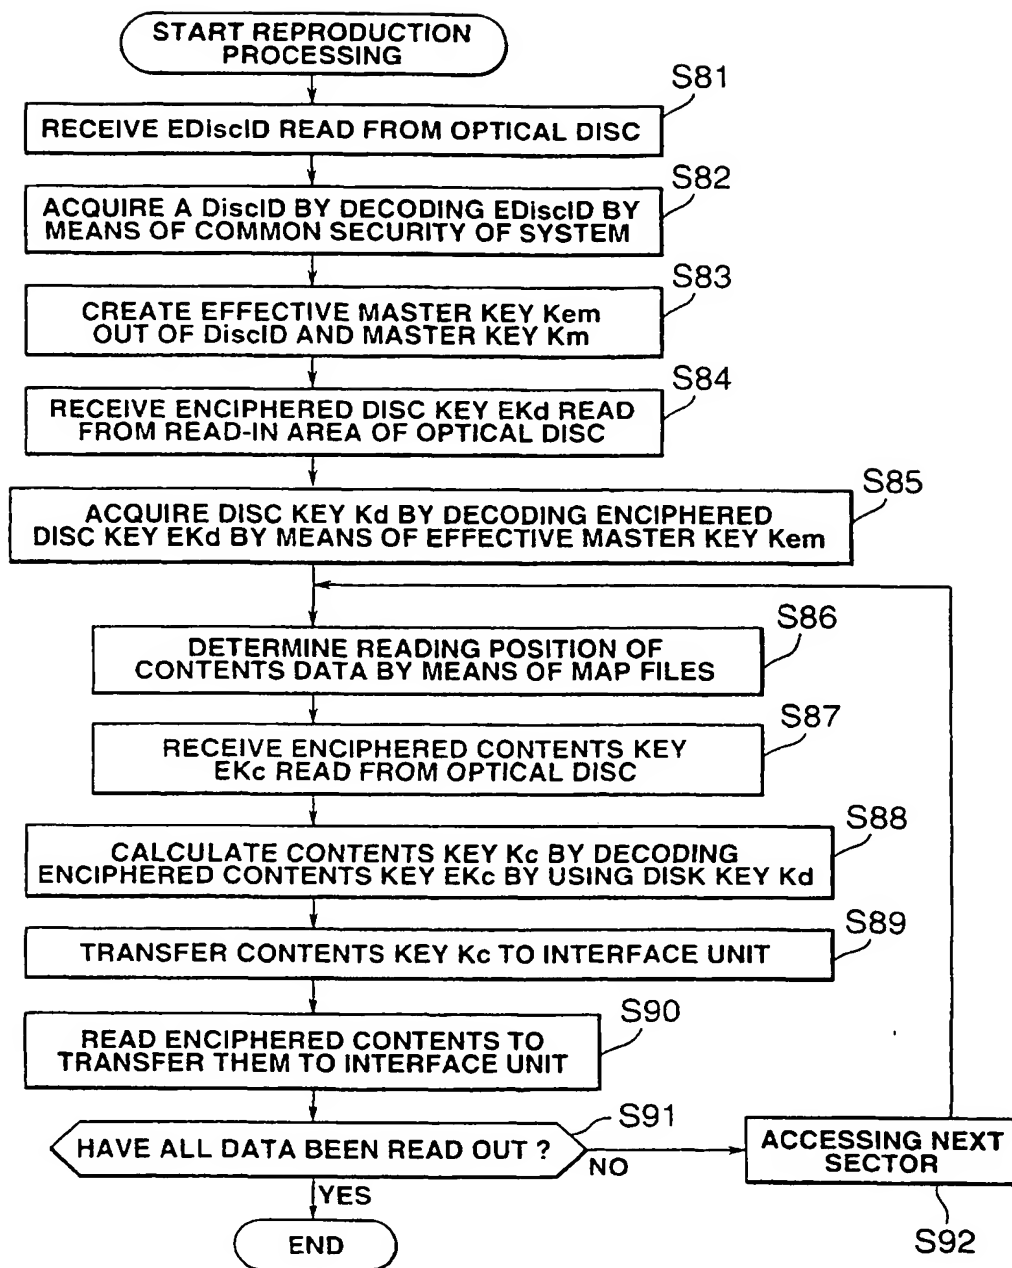 START REPRODUCTION
PROCESSING
S81
RECEIVE EDiscID READ FROM OPTICAL DISC
S82
ACQUIRE A DiscID BY DECODING EDiscID BY
MEANS OF COMMON SECURITY OF SYSTEM
S83
CREATE EFFECTIVE MASTER KEY Kem
OUT OF DiscID AND MASTER KEY Km
S84
RECEIVE ENCIPHERED DISC KEY EKd READ
FROM READ-IN AREA OF OPTICAL DISC
S85
ACQUIRE DISC KEY Kd BY DECODING ENCIPHERED
DISC KEY EKd BY MEANS OF EFFECTIVE MASTER KEY Kem
S86
DETERMINE READING POSITION OF
CONTENTS DATA BY MEANS OF MAP FILES
S87
RECEIVE ENCIPHERED CONTENTS KEY
EKc READ FROM OPTICAL DISC
S88
CALCULATE CONTENTS KEY Kc BY DECODING
ENCIPHERED CONTENTS KEY EKc BY USING DISK KEY Kd
S89
TRANSFER CONTENTS KEY Kc TO INTERFACE UNIT
S90
READ ENCIPHERED CONTENTS TO
TRANSFER THEM TO INTERFACE UNIT
S91
HAVE ALL DATA BEEN READ OUT ?
NO
ACCESSING NEXT
SECTOR
S92
YES
END